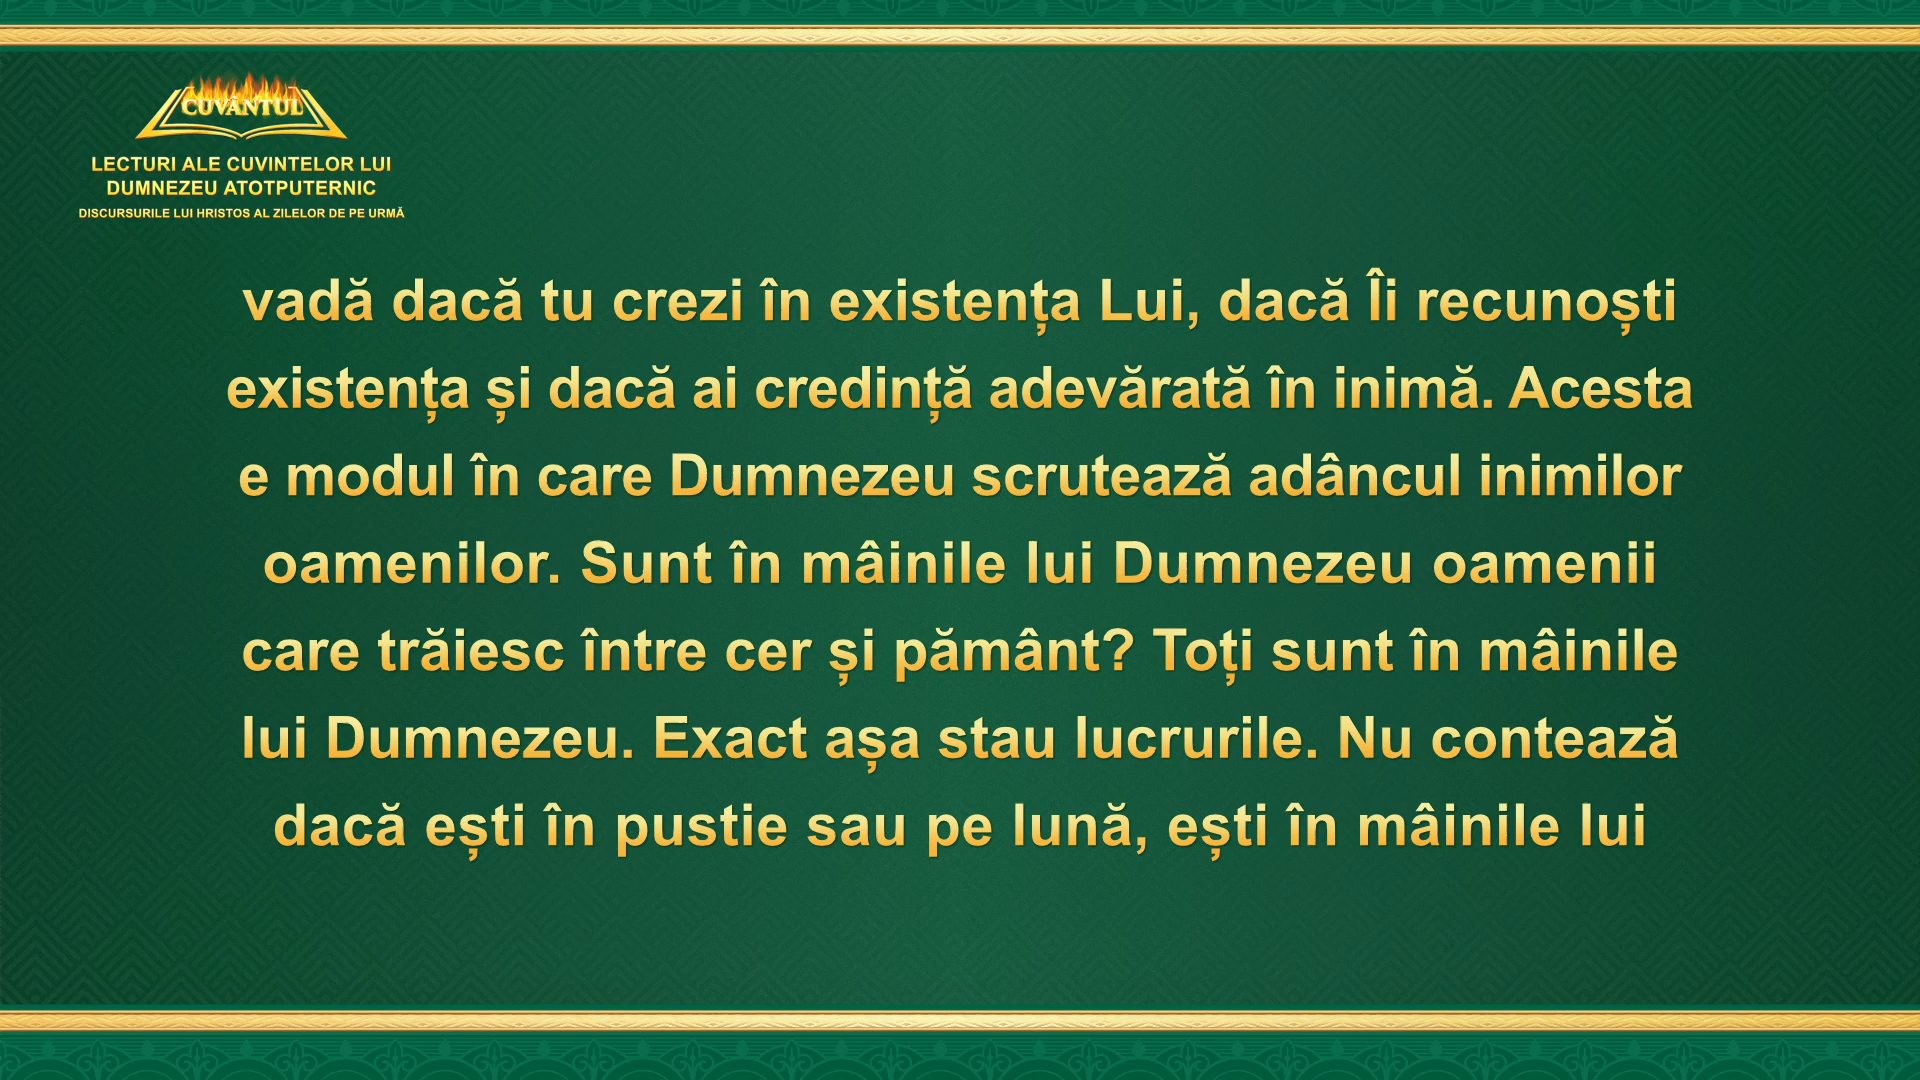 CUVÂNTUL
LECTURI ALE CUVINTELOR LUI
DUMNEZEU ATOTPUTERNIC
DISCURSURILE LUI HRISTOS AL ZILELOR DE PE URMĂ
vadă dacă tu crezi în existența Lui, dacă Îi recunoști
existența și dacă ai credință adevărată în inimă. Acesta
e modul în care Dumnezeu scrutează adâncul inimilor
oamenilor. Sunt în mâinile lui Dumnezeu oamenii
care trăiesc între cer și pământ? Toți sunt în mâinile
lui Dumnezeu. Exact așa stau lucrurile. Nu contează
dacă ești în pustie sau pe lună, ești în mâinile lui